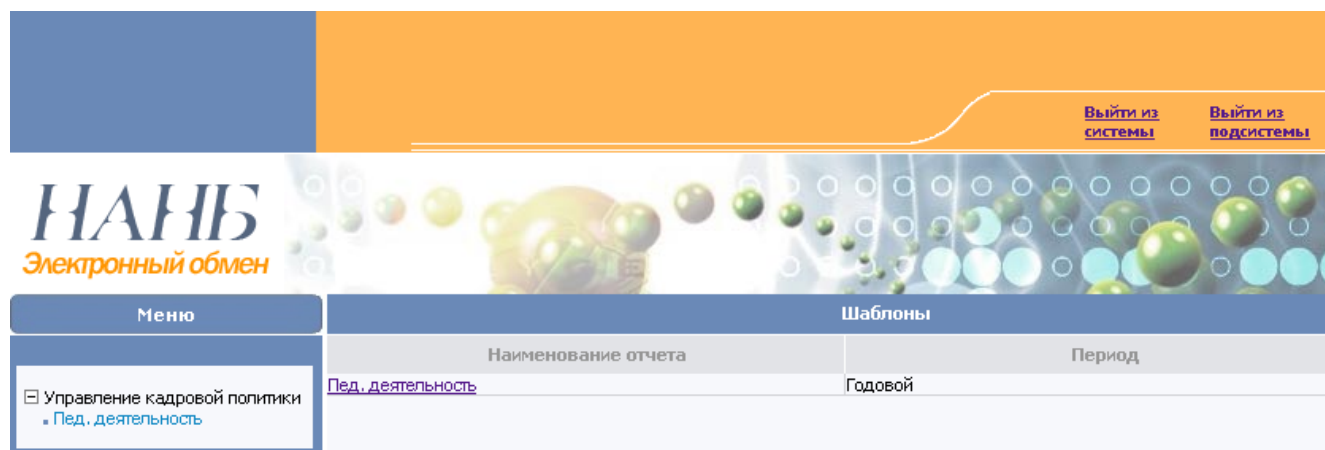 Выйти из
системы
Выйти из
подсистемы
НАНБ
Электронный обмен
Меню
Шаблоны
Наименование отчета
Период
Пед. деятельность
Годовой
Управление кадровой политики
Пед. деятельность